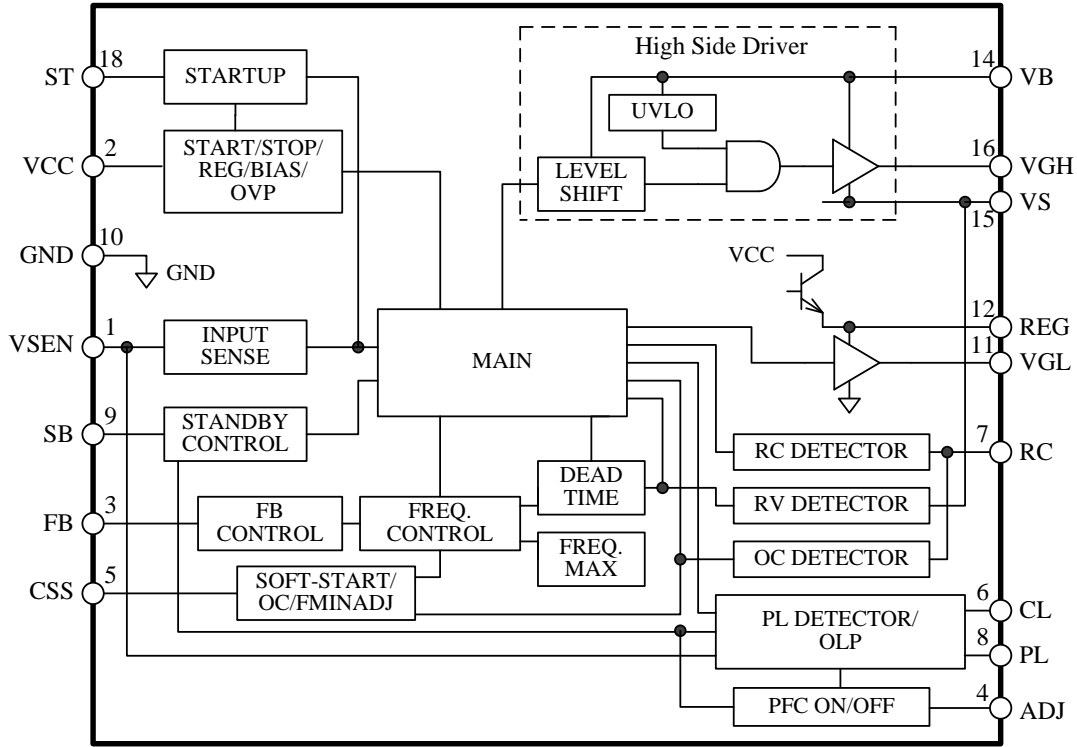 High Side Driver
18
ST
STARTUP
14
VB
UVLO
2
VCC
START/STOP/
REG/BIAS/
OVP
16
VGH
LEVEL
SHIFT
VS
15
10
GND
GND
VCC
1
VSEN
INPUT
SENSE
MAIN
12
REG
11
VGL
9
SB
STANDBY
CONTROL
7
RC DETECTOR
RC
DEAD
TIME
RV DETECTOR
3
FB
FB
CONTROL
FREQ.
CONTROL
FREQ.
MAX
OC DETECTOR
5
CSS
SOFT-START/
OC/FMINADJ
6
CL
PL DETECTOR/
OLP
8
PL
PFC ON/OFF
4
ADJ